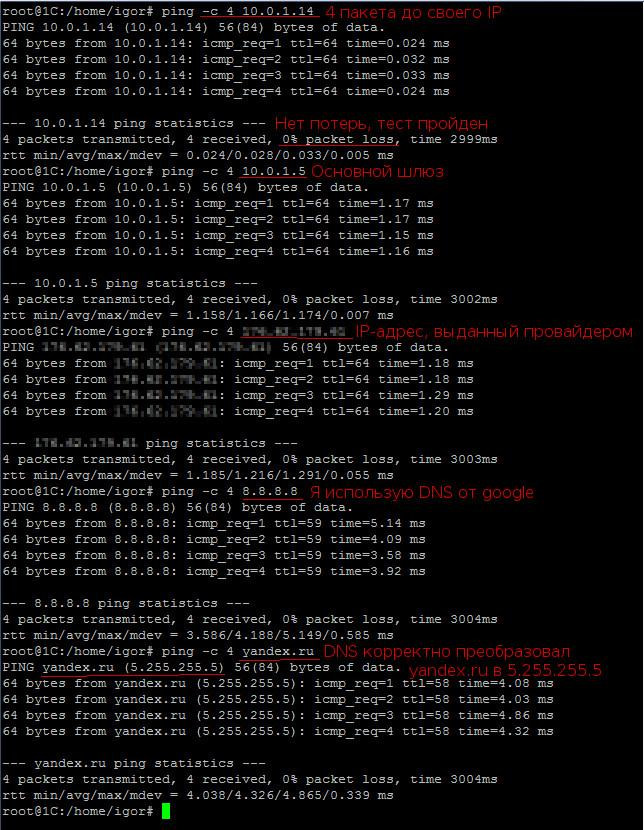 root@1C:/home/igor# ping -c 4 10.0.1.14 4 пакета до своего IP
PING 10.0.1.14 (10.0.1.14) 56(84) bytes of data.
64 bytes from 10.0.1.14: icmp_req=1 ttl=64 time=0.024 ms
64 bytes from 10.0.1.14: icmp_req=2 ttl=64 time=0.032 ms
64 bytes from 10.0.1.14: icmp_req=3 ttl=64 time=0.033 ms
64 bytes from 10.0.1.14: icmp_req=4 ttl=64 time=0.024 ms
--- 10.0.1.14 ping statistics --- Нет потерь, тест пройден
4 packets transmitted, 4 received, 0% packet loss, time 2999ms
rtt min/avg/max/mdev = 0.024/0.028/0.033/0.005 ms
root@1C:/home/igor# ping -c 4 10.0.1.5 Основной шлюз
PING 10.0.1.5 (10.0.1.5) 56(84) bytes of data.
64 bytes from 10.0.1.5: icmp_req=1 ttl=64 time=1.17 ms
64 bytes from 10.0.1.5: icmp_req=2 ttl=64 time=1.17 ms
64 bytes from 10.0.1.5: icmp_req=3 ttl=64 time=1.15 ms
64 bytes from 10.0.1.5: icmp_req=4 ttl=64 time=1.16 ms
--- 10.0.1.5 ping statistics ---
4 packets transmitted, 4 received, 0% packet loss, time 3002ms
rtt min/avg/max/mdev = 1.158/1.166/1.174/0.007 ms
root@1C:/home/igor# ping -c 4 IP-адрес, выданный провайдером
PING 56(84) bytes of data.
64 bytes from : icmp_req=1 ttl=64 time=1.18 ms
64 bytes from : icmp_req=2 ttl=64 time=1.18 ms
64 bytes from : icmp_req=3 ttl=64 time=1.29 ms
64 bytes from : icmp_req=4 ttl=64 time=1.20 ms
--- ping statistics ---
4 packets transmitted, 4 received, 0% packet loss, time 3003ms
rtt min/avg/max/mdev = 1.185/1.216/1.291/0.055 ms
root@1C:/home/igor# ping -c 4 8.8.8.8 Я использую DNS от google
PING 8.8.8.8 (8.8.8.8) 56(84) bytes of data.
64 bytes from 8.8.8.8: icmp_req=1 ttl=59 time=5.14 ms
64 bytes from 8.8.8.8: icmp_req=2 ttl=59 time=4.09 ms
64 bytes from 8.8.8.8: icmp_req=3 ttl=59 time=3.58 ms
64 bytes from 8.8.8.8: icmp_req=4 ttl=59 time=3.92 ms
--- 8.8.8.8 ping statistics ---
4 packets transmitted, 4 received, 0% packet loss, time 3004ms
rtt min/avg/max/mdev = 3.586/4.188/5.149/0.585 ms
root@1C:/home/igor# ping -c 4 yandex.ru DNS корректно преобразовал
PING yandex.ru (5.255.255.5) 56(84) bytes of data. yandex.ru в 5.255.255.5
64 bytes from yandex.ru (5.255.255.5): icmp_req=1 ttl=58 time=4.08 ms
64 bytes from yandex.ru (5.255.255.5): icmp_req=2 ttl=58 time=4.03 ms
64 bytes from yandex.ru (5.255.255.5): icmp_req=3 ttl=58 time=4.86 ms
64 bytes from yandex.ru (5.255.255.5): icmp_req=4 ttl=58 time=4.32 ms
--- yandex.ru ping statistics ---
4 packets transmitted, 4 received, 0% packet loss, time 3004ms
rtt min/avg/max/mdev = 4.038/4.326/4.865/0.339 ms
root@1C:/home/igor#